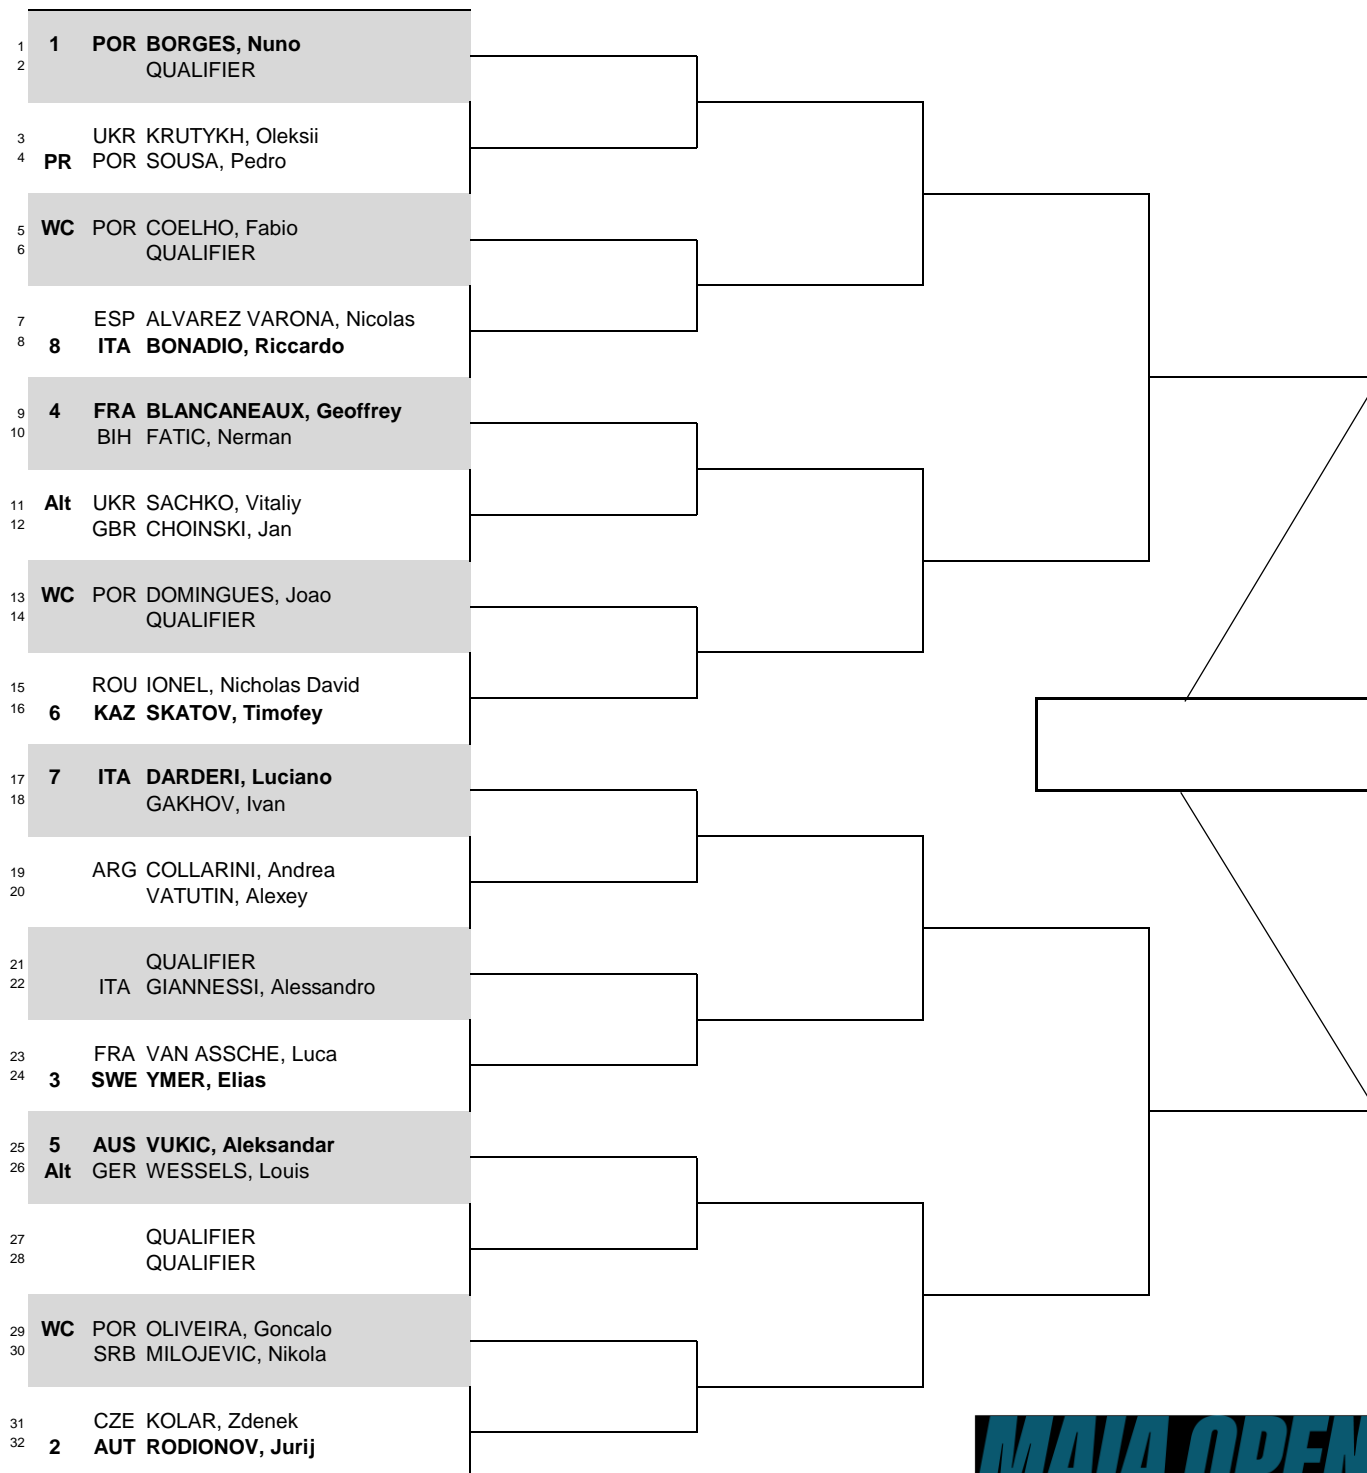 1 1 POR BORGES, Nuno
2 QUALIFIER
3 UKR KRUTYKH, Oleksii
4 PR POR SOUSA, Pedro
5 WC POR COELHO, Fabio
6 QUALIFIER
7 ESP ALVAREZ VARONA, Nicolas
8 8 ITA BONADIO, Riccardo
9 4 FRA BLANCANEAUX, Geoffrey
10 BIH FATIC, Nerman
11 Alt UKR SACHKO, Vitaliy
12 GBR CHOINSKI, Jan
13 WC POR DOMINGUES, Joao
14 QUALIFIER
15 ROU IONEL, Nicholas David
16 6 KAZ SKATOV, Timofey
17 7 ITA DARDERI, Luciano
18 GAKHOV, Ivan
19 ARG COLLARINI, Andrea
20 VATUTIN, Alexey
21 QUALIFIER
22 ITA GIANNESSI, Alessandro
23 FRA VAN ASSCHE, Luca
24 3 SWE YMER, Elias
25 5 AUS VUKIC, Aleksandar
26 Alt GER WESSELS, Louis
27 QUALIFIER
28 QUALIFIER
29 WC POR OLIVEIRA, Goncalo
30 SRB MILOJEVIC, Nikola
31 CZE KOLAR, Zdenek
32 2 AUT RODIONOV, Jurij
MAIA OPEN